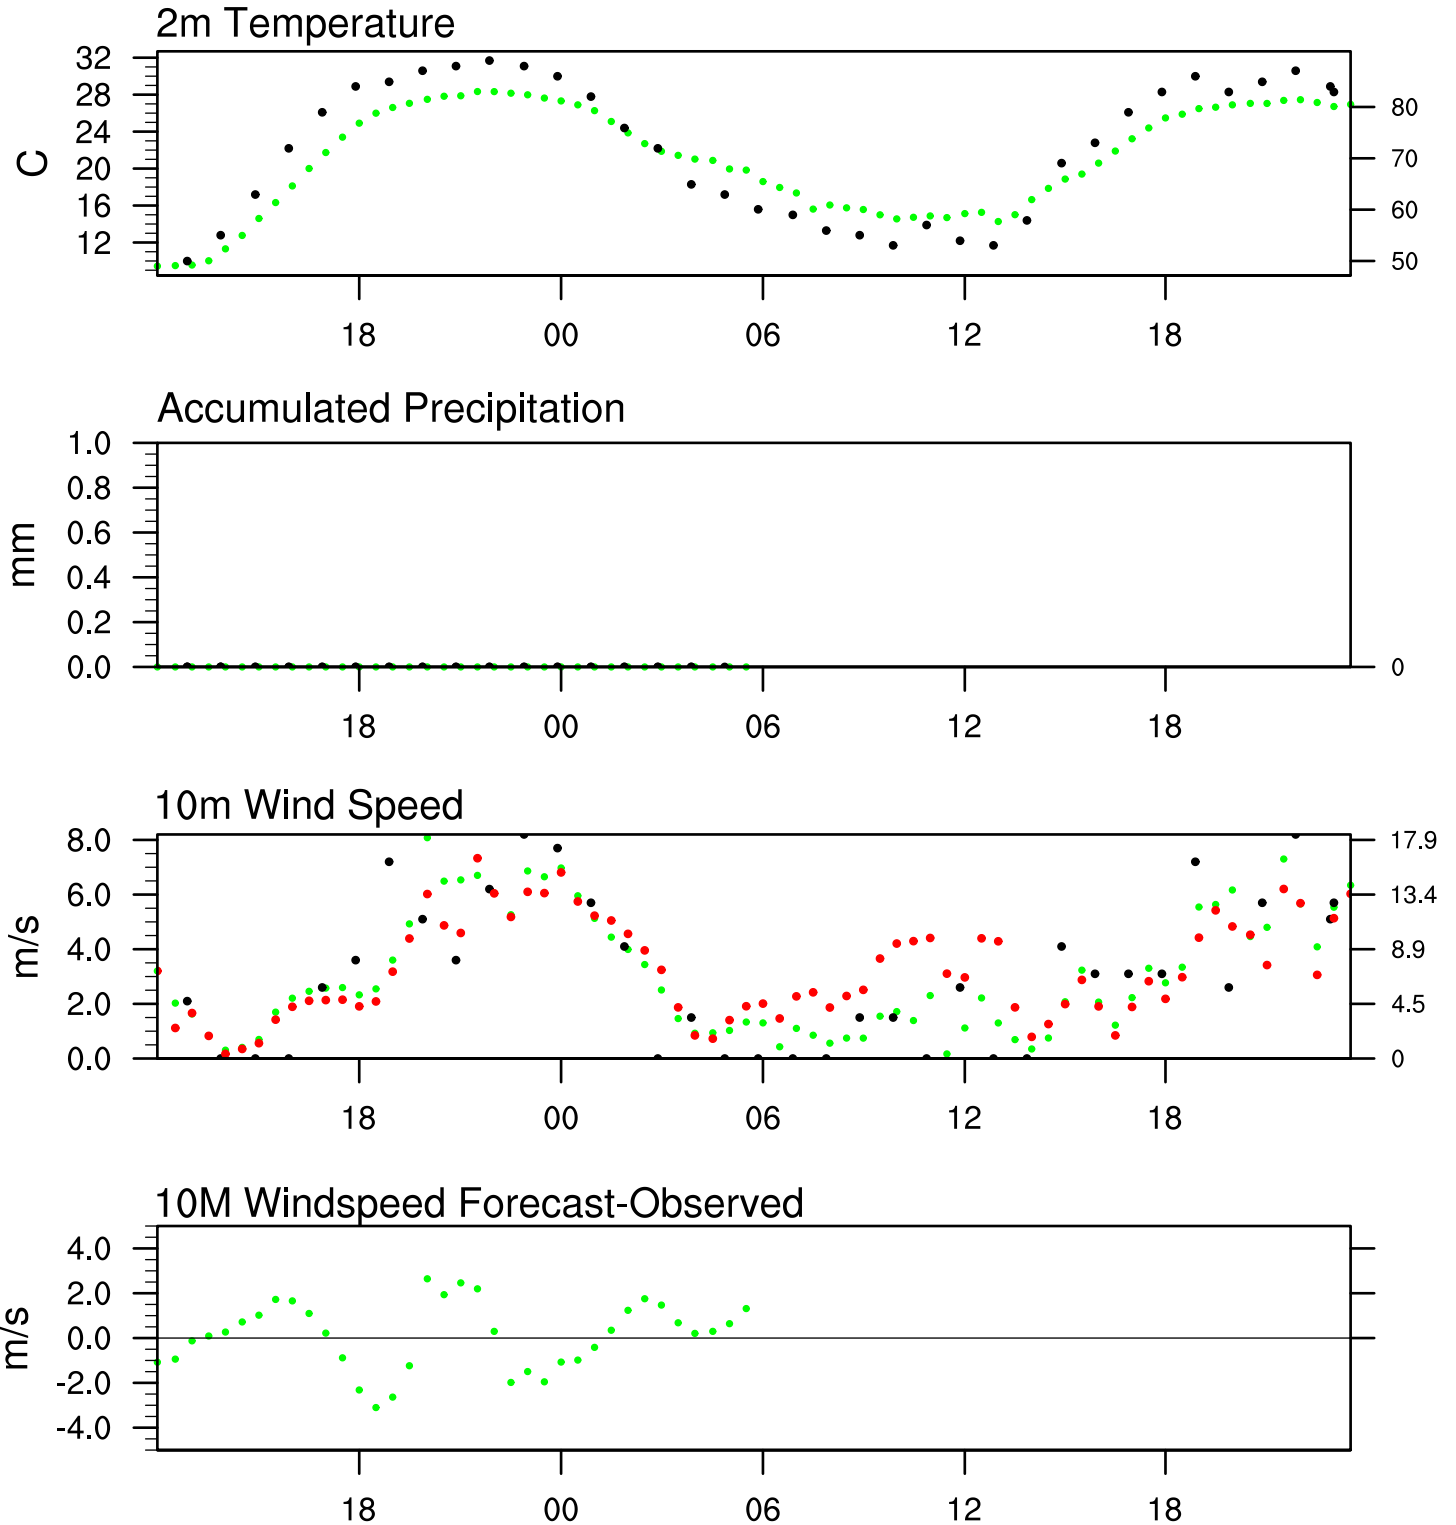 2m Temperature
32
28
24
20
16
12
C
80
70
60
50
18 00 06 12 18
Accumulated Precipitation
1.0
0.8
0.6
0.4
0.2
0.0
mm
0
18 00 06 12 18
10m Wind Speed
8.0
6.0
4.0
2.0
0.0
m/s
17.9
13.4
8.9
4.5
0
18 00 06 12 18
10M Windspeed Forecast-Observed
4.0
2.0
0.0
-2.0
-4.0
m/s
18 00 06 12 18